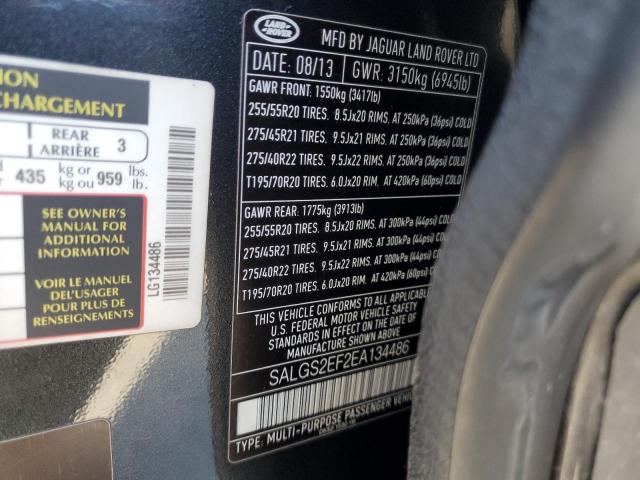 ION
CHARGEMENT
REAR
ARRIÈRE 3
435 kg or 959 lbs.
kg ou lb.
SEE OWNER'S
MANUAL FOR
ADDITIONAL
INFORMATION
VOIR LE MANUEL
DEL'USAGER
POUR PLUS DE
RENSEIGNEMENTS
LG134486
LAND
ROVER
MFD BY JAGUAR LAND ROVER LTD
DATE: 08/13 GWR: 3150kg (6945lb)
GAWR FRONT: 1550kg (3417lb)
255/55R20 TIRES. 8.5Jx20 RIMS. AT 250kPa (36psi) COLD
275/45R21 TIRES. 9.5Jx21 RIMS. AT 250kPa (36psi) COLD
275/40R22 TIRES. 9.5Jx22 RIMS. AT 250kPa (36psi) COLD
T195/70R20 TIRES. 6.0Jx20 RIM. AT 420kPa (60psi) COLD
GAWR REAR: 1775kg (3913lb)
255/55R20 TIRES. 8.5Jx20 RIMS. AT 300kPa (44psi) COLD
275/45R21 TIRES. 9.5Jx21 RIMS. AT 300kPa (44psi) COLD
275/40R22 TIRES. 9.5Jx22 RIMS. AT 300kPa (44psi) COLD
T195/70R20 TIRES. 6.0Jx20 RIM. AT 420kPa (60psi) COLD
THIS VEHICLE CONFORMS TO ALL APPLICABLE
U.S. FEDERAL MOTOR VEHICLE SAFETY
STANDARDS IN EFFECT ON THE DATE OF
MANUFACTURE SHOWN ABOVE
SALGS2EF2EA134486
TYPE: MULTI-PURPOSE PASSENGER VEHIC